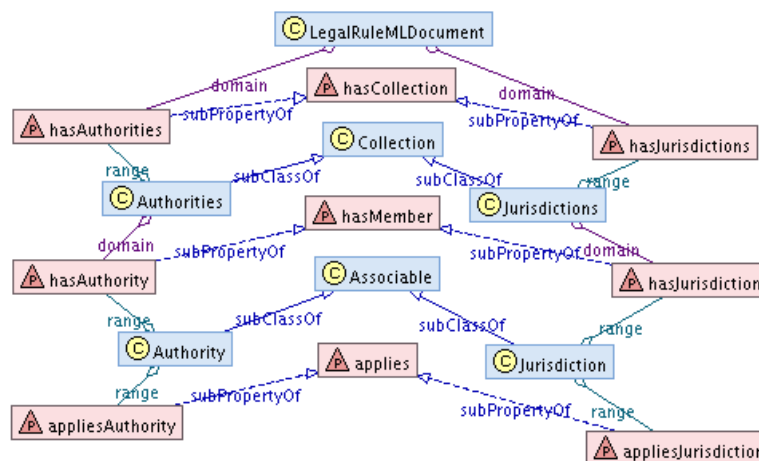 C LegalRuleMLDocument
domain
domain
P hasCollection
subPropertyOf
subPropertyOf
P hasAuthorities
P hasJurisdictions
C Collection
range
range
subClassOf
subClassOf
C Authorities
C Jurisdictions
P hasMember
domain
domain
subPropertyOf
subPropertyOf
P hasAuthority
P hasJurisdiction
C Associable
range
range
subClassOf
subClassOf
C Authority
C Jurisdiction
P applies
range
range
subPropertyOf
subPropertyOf
P appliesAuthority
P appliesJurisdiction